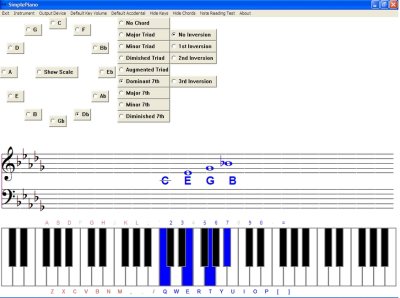 SimplePiano
Exit Instrument Output Device Default Key Volume Default Accidental Hide Keys Hide Chords Note Reading Test About
C
G F
D Bb
A Show Scale Eb
E Ab
B Db
Gb
No Chord
Major Triad No Inversion
Minor Triad 1st Inversion
Diminished Triad 2nd Inversion
Augmented Triad
Dominant 7th 3rd Inversion
Major 7th
Minor 7th
Diminished 7th
C E G B
A S D F G H J K L ; ' 2 3 5 6 7 9 0 =
Z X C V B N M , . / Q W E R T Y U I O P [ ]